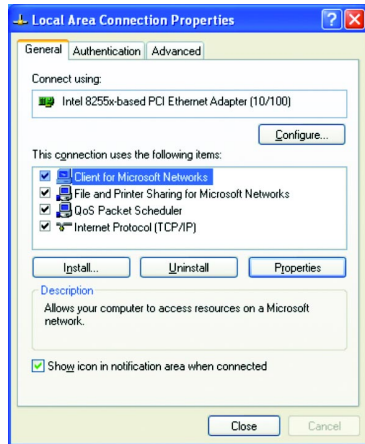 Local Area Connection Properties
General Authentication Advanced
Connect using:
Intel 8255x-based PCI Ethernet Adapter (10/100)
Configure...
This connection uses the following items:
Client for Microsoft Networks
File and Printer Sharing for Microsoft Networks
QoS Packet Scheduler
Internet Protocol (TCP/IP)
Install... Uninstall Properties
Description
Allows your computer to access resources on a Microsoft
network.
Show icon in notification area when connected
Close Cancel